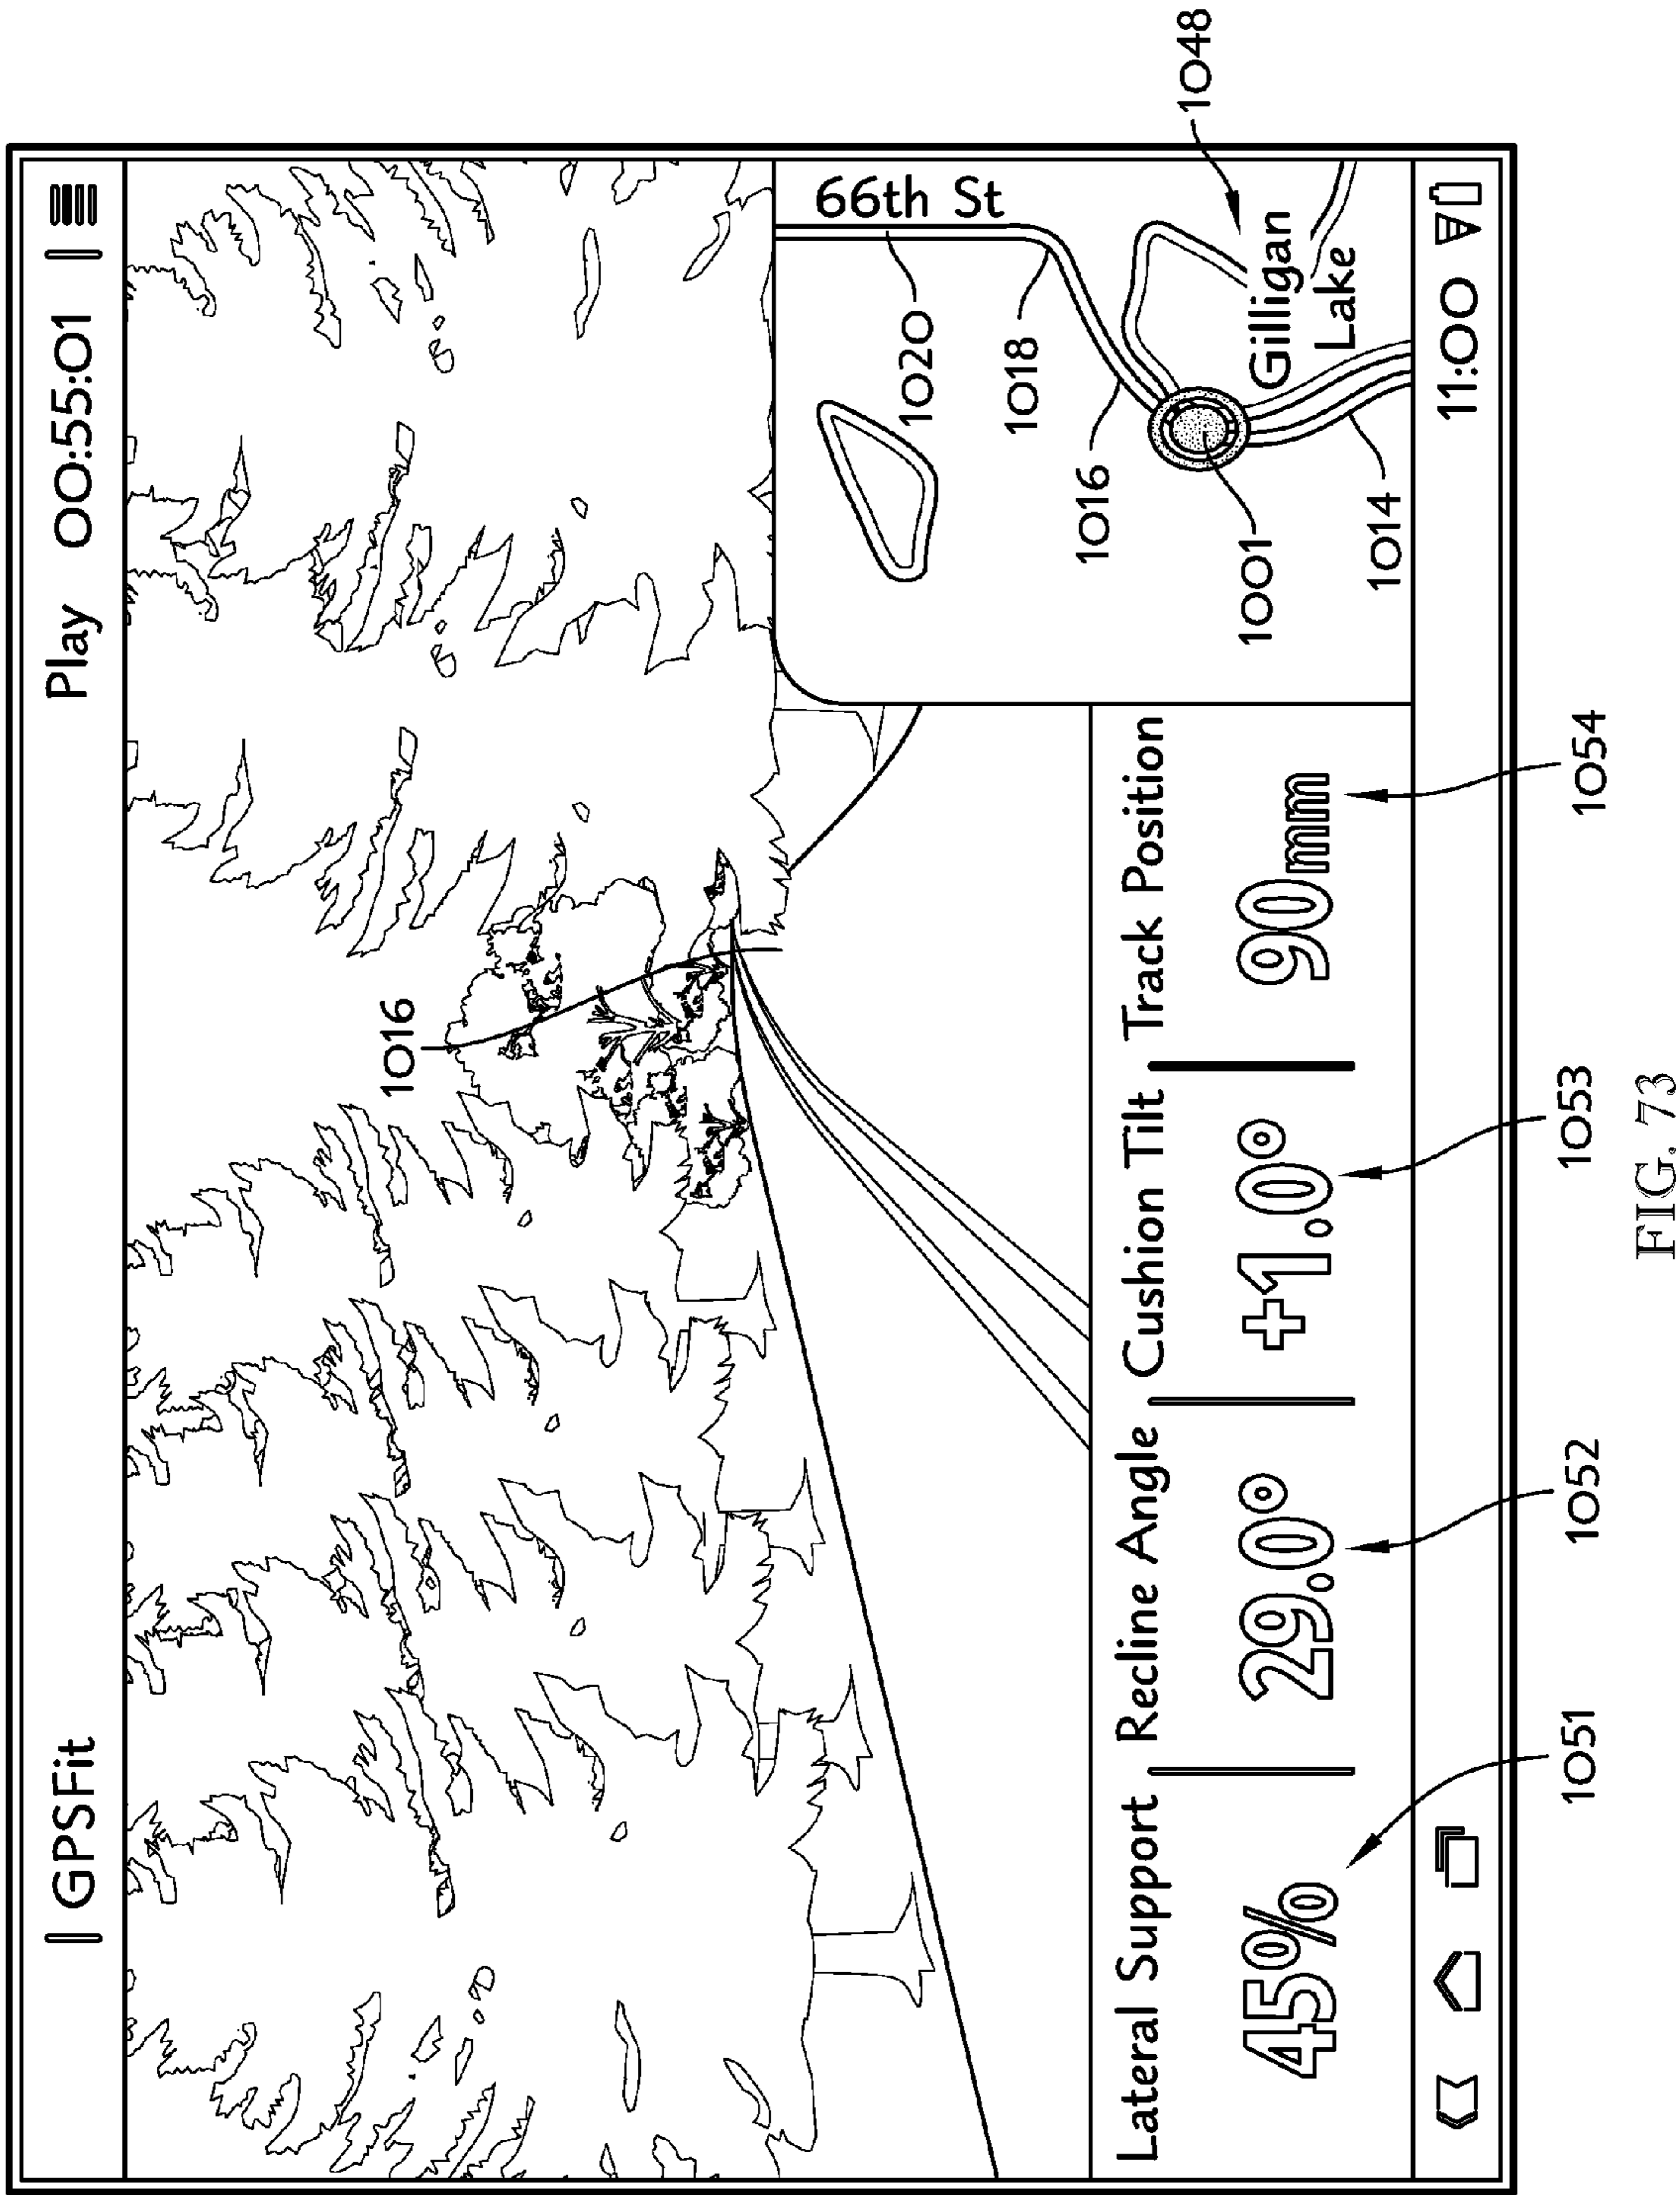 GPSFit
Play 00:55:01
1016
66th St
1020
1018
1016
1048
Gilligan
Lake
1001
1014
Lateral Support
Recline Angle
Cushion Tilt
Track Position
45%
29.0°
+1.0°
90mm
11:00
1051
1052
1053
1054
FIG. 73